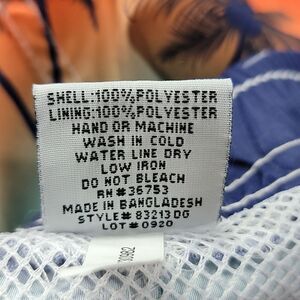 SHELL:100%POLYESTER
LINING:100%POLYESTER
HAND OR MACHINE
WASH IN COLD
WATER LINE DRY
LOW IRON
DO NOT BLEACH
RN#36753
MADE IN BANGLADESH
STYLE#83213DG
LOT#0920